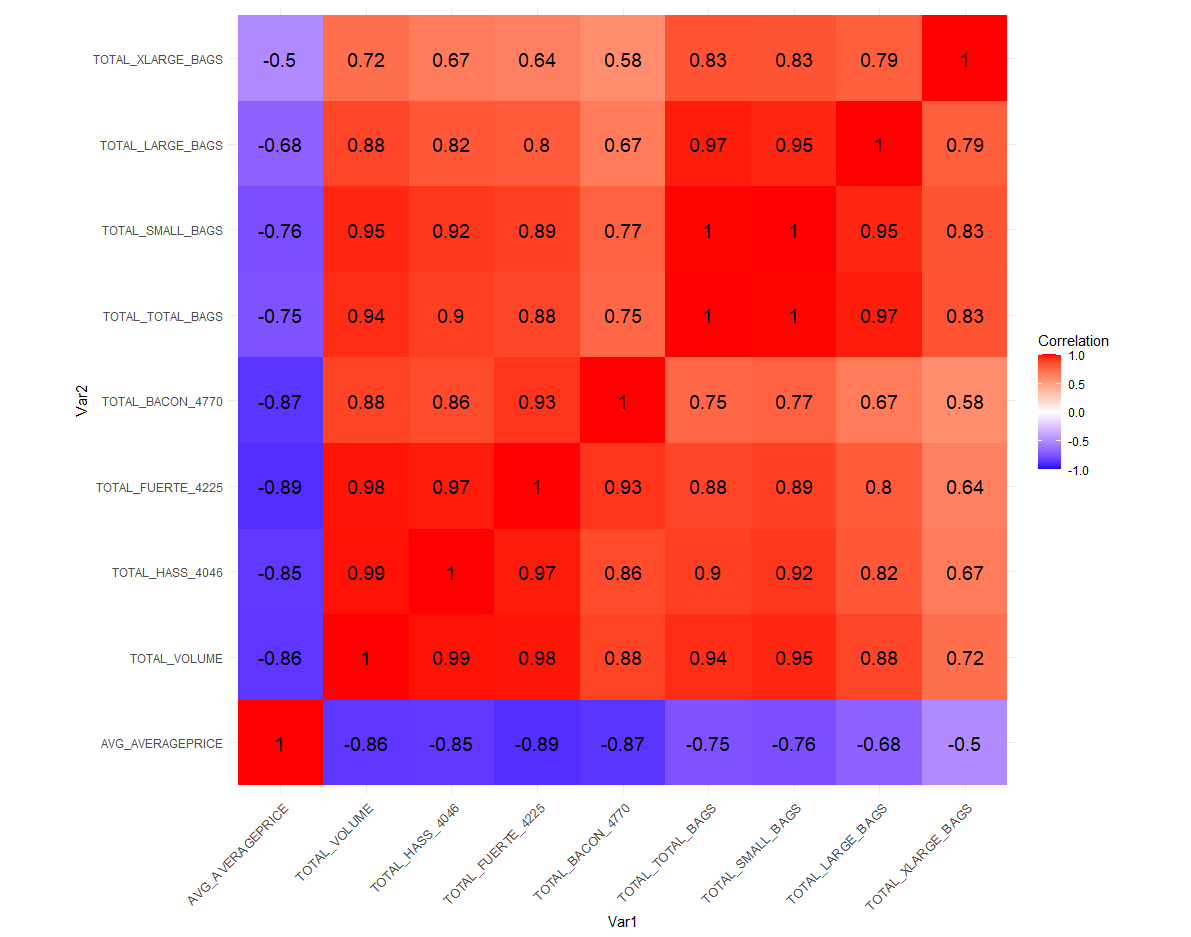 TOTAL_XLARGE_BAGS -0.5 0.72 0.67 0.64 0.58 0.83 0.83 0.79 1
TOTAL_LARGE_BAGS -0.68 0.88 0.82 0.8 0.67 0.97 0.95 1 0.79
TOTAL_SMALL_BAGS -0.76 0.95 0.92 0.89 0.77 1 1 0.95 0.83
TOTAL_TOTAL_BAGS -0.75 0.94 0.9 0.88 0.75 1 1 0.97 0.83
TOTAL_BACON_4770 -0.87 0.88 0.86 0.93 1 0.75 0.77 0.67 0.58
TOTAL_FUERTE_4225 -0.89 0.98 0.97 1 0.93 0.88 0.89 0.8 0.64
TOTAL_HASS_4046 -0.85 0.99 1 0.97 0.86 0.9 0.92 0.82 0.67
TOTAL_VOLUME -0.86 1 0.99 0.98 0.88 0.94 0.95 0.88 0.72
AVG_AVERAGEPRICE 1 -0.86 -0.85 -0.89 -0.87 -0.75 -0.76 -0.68 -0.5
Var2
AVG_AVERAGEPRICE
TOTAL_VOLUME
TOTAL_HASS_4046
TOTAL_FUERTE_4225
TOTAL_BACON_4770
TOTAL_TOTAL_BAGS
TOTAL_SMALL_BAGS
TOTAL_LARGE_BAGS
TOTAL_XLARGE_BAGS
Var1
Correlation
1.0
0.5
0.0
-0.5
-1.0